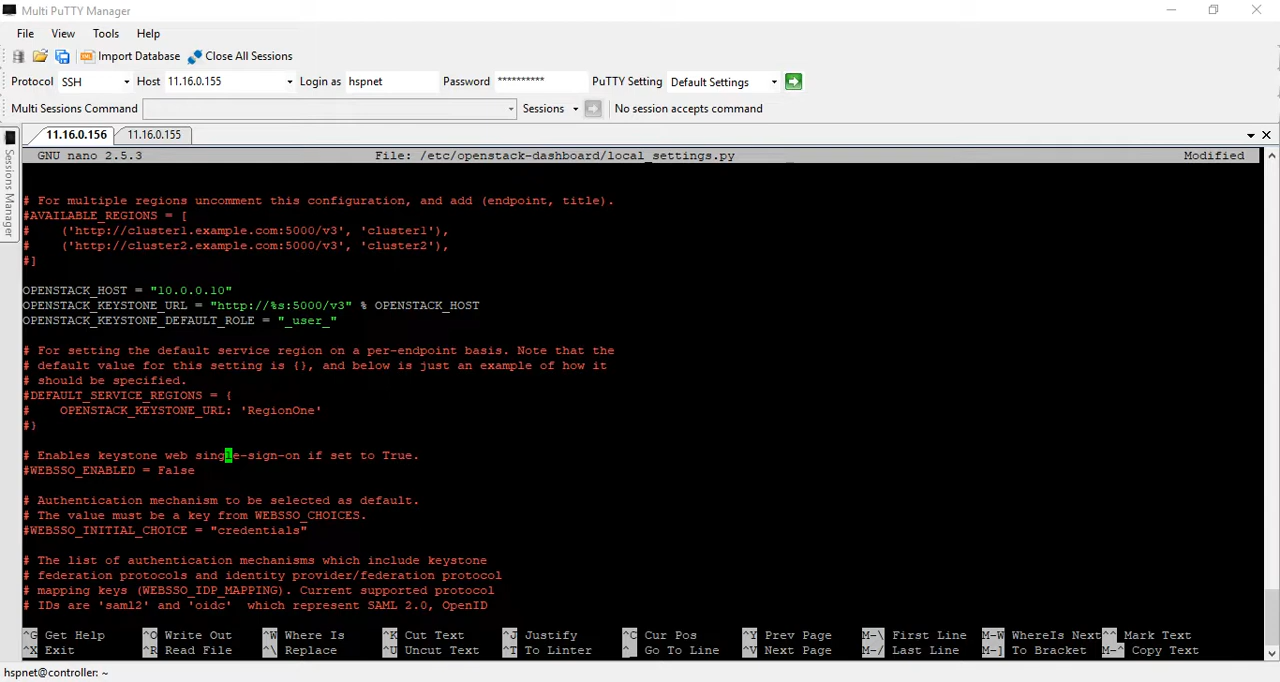 Multi PuTTY Manager
File View Tools Help
Import Database Close All Sessions
Protocol SSH Host 11.16.0.155 Login as hspnet Password ********** PuTTY Setting Default Settings
Multi Sessions Command Sessions No session accepts command
11.16.0.156 11.16.0.155
Sessions Manager
GNU nano 2.5.3 File: /etc/openstack-dashboard/local_settings.py Modified
# For multiple regions uncomment this configuration, and add (endpoint, title).
#AVAILABLE_REGIONS = [
#    ('http://cluster1.example.com:5000/v3', 'cluster1'),
#    ('http://cluster2.example.com:5000/v3', 'cluster2'),
#]
OPENSTACK_HOST = "10.0.0.10"
OPENSTACK_KEYSTONE_URL = "http://%s:5000/v3" % OPENSTACK_HOST
OPENSTACK_KEYSTONE_DEFAULT_ROLE = "_user_"
# For setting the default service region on a per-endpoint basis. Note that the
# default value for this setting is {}, and below is just an example of how it
# should be specified.
#DEFAULT_SERVICE_REGIONS = {
#    OPENSTACK_KEYSTONE_URL: 'RegionOne'
#}
# Enables keystone web single-sign-on if set to True.
#WEBSSO_ENABLED = False
# Authentication mechanism to be selected as default.
# The value must be a key from WEBSSO_CHOICES.
#WEBSSO_INITIAL_CHOICE = "credentials"
# The list of authentication mechanisms which include keystone
# federation protocols and identity provider/federation protocol
# mapping keys (WEBSSO_IDP_MAPPING). Current supported protocol
# IDs are 'saml2' and 'oidc'  which represent SAML 2.0, OpenID
^G Get Help ^O Write Out ^W Where Is ^K Cut Text ^J Justify ^C Cur Pos ^Y Prev Page M-\ First Line M-W WhereIs Next ^^ Mark Text
^X Exit ^R Read File ^\ Replace ^U Uncut Text ^T To Linter ^_ Go To Line ^V Next Page M-/ Last Line M-] To Bracket M-^ Copy Text
hspnet@controller: ~